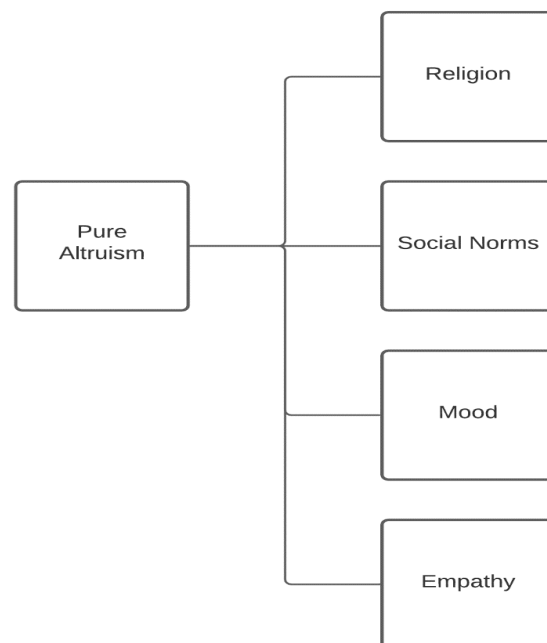 Religion
Pure
Altruism
Social Norms
Mood
Empathy